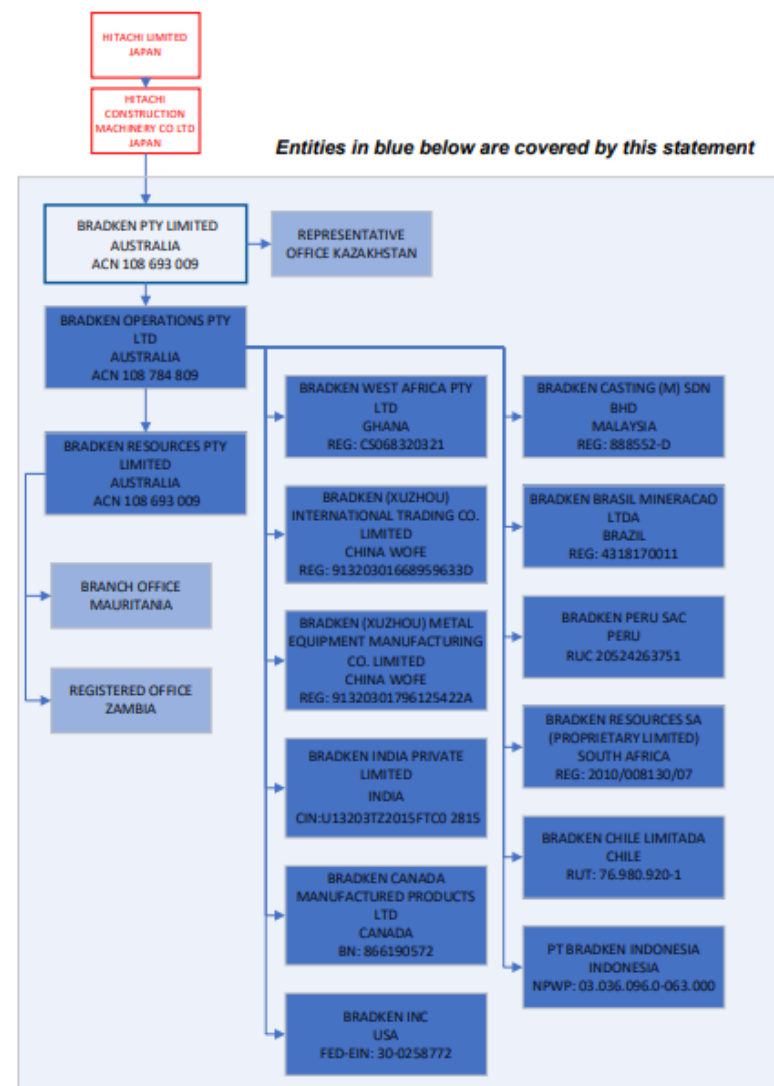 HITACHI LIMITED
JAPAN
HITACHI
CONSTRUCTION
MACHINERY CO LTD
JAPAN
Entities in blue below are covered by this statement
BRADKEN PTY LIMITED
AUSTRALIA
ACN 108 693 009
REPRESENTATIVE
OFFICE KAZAKHSTAN
BRADKEN OPERATIONS PTY
LTD
AUSTRALIA
ACN 108 784 809
BRADKEN RESOURCES PTY
LIMITED
AUSTRALIA
ACN 108 693 009
BRANCH OFFICE
MAURITANIA
REGISTERED OFFICE
ZAMBIA
BRADKEN WEST AFRICA PTY
LTD
GHANA
REG: CS068320321
BRADKEN (XUZHOU)
INTERNATIONAL TRADING CO.
LIMITED
CHINA WOFE
REG: 91320301668959633D
BRADKEN (XUZHOU) METAL
EQUIPMENT MANUFACTURING
CO. LIMITED
CHINA WOFE
REG: 91320301796125422A
BRADKEN INDIA PRIVATE
LIMITED
INDIA
CIN:U13203TZ2015FTC0 2815
BRADKEN CANADA
MANUFACTURED PRODUCTS
LTD
CANADA
BN: 866190572
BRADKEN INC
USA
FED-EIN: 30-0258772
BRADKEN CASTING (M) SDN
BHD
MALAYSIA
REG: 888552-D
BRADKEN BRASIL MINERACAO
LTDA
BRAZIL
REG: 4318170011
BRADKEN PERU SAC
PERU
RUC 20524263751
BRADKEN RESOURCES SA
(PROPRIETARY LIMITED)
SOUTH AFRICA
REG: 2010/008130/07
BRADKEN CHILE LIMITADA
CHILE
RUT: 76.980.920-1
PT BRADKEN INDONESIA
INDONESIA
NPWP: 03.036.096.0-063.000